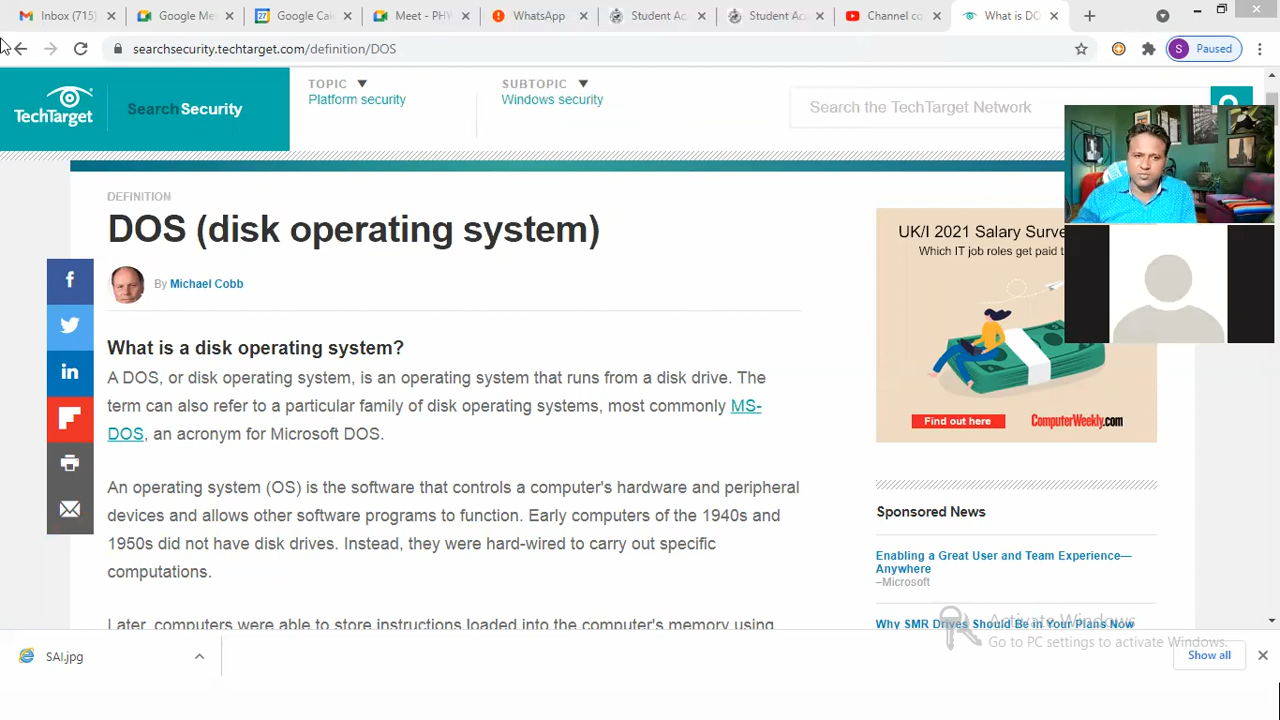 Inbox (715)
Google Me
Google Cal
Meet - PHY
WhatsApp
Student Ac
Student Ac
Channel co
What is DO
searchsecurity.techtarget.com/definition/DOS
S Paused
TechTarget
SearchSecurity
TOPIC
Platform security
SUBTOPIC
Windows security
Search the TechTarget Network
DEFINITION
DOS (disk operating system)
By Michael Cobb
What is a disk operating system?
A DOS, or disk operating system, is an operating system that runs from a disk drive. The
term can also refer to a particular family of disk operating systems, most commonly MS-
DOS, an acronym for Microsoft DOS.
An operating system (OS) is the software that controls a computer's hardware and peripheral
devices and allows other software programs to function. Early computers of the 1940s and
1950s did not have disk drives. Instead, they were hard-wired to carry out specific
computations.
Later, computers were able to store instructions loaded into the computer's memory using
UK/I 2021 Salary Surve
Which IT job roles get paid t
Find out here
ComputerWeekly.com
Sponsored News
Enabling a Great User and Team Experience—
Anywhere
–Microsoft
Why SMR Drives Should Be in Your Plans Now
Activate Windows
Go to PC settings to activate Windows.
SAI.jpg
Show all